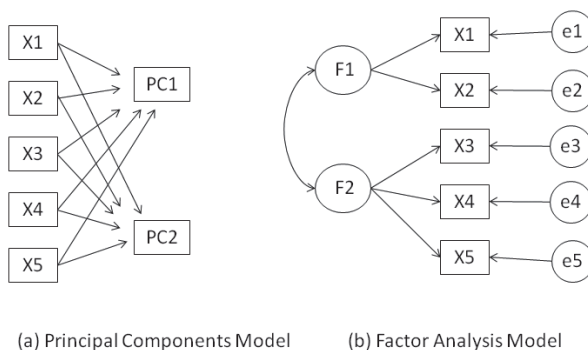 X1
X2
X3
X4
X5
PC1
PC2
F1
F2
X1
X2
X3
X4
X5
e1
e2
e3
e4
e5
(a) Principal Components Model
(b) Factor Analysis Model